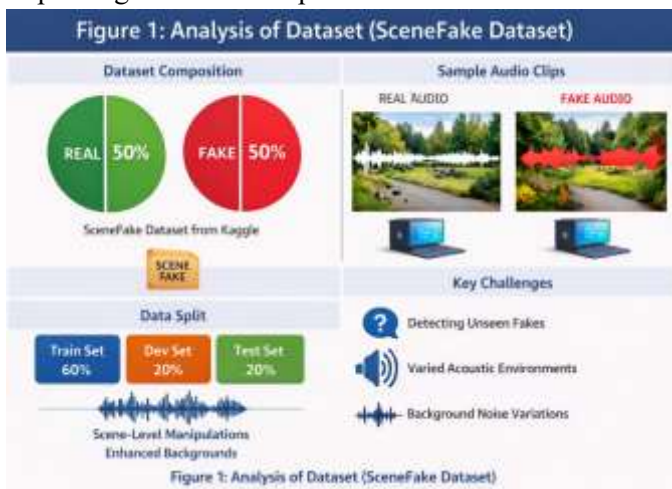 Figure 1: Analysis of Dataset (SceneFake Dataset)
Dataset Composition
REAL 50%
FAKE 50%
SceneFake Dataset from Kaggle
SCENE
FAKE
Data Split
Train Set
60%
Dev Set
20%
Test Set
20%
Scene-Level Manipulations
Enhanced Backgrounds
Sample Audio Clips
REAL AUDIO
FAKE AUDIO
Key Challenges
?
Detecting Unseen Fakes
Varied Acoustic Environments
Background Noise Variations
Figure 1: Analysis of Dataset (SceneFake Dataset)